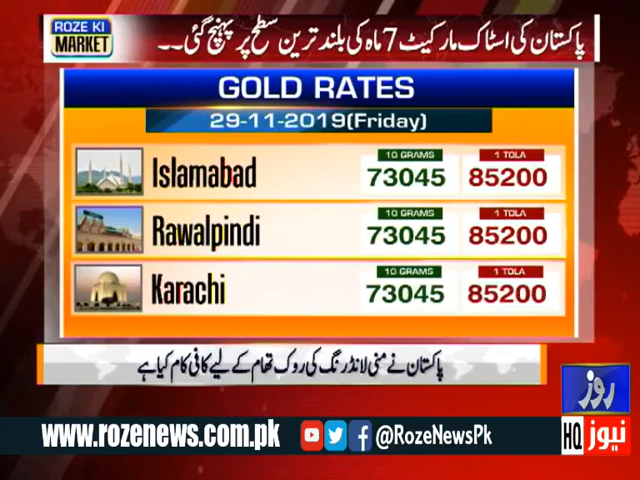 ROZE KI
MARKET
پاکستان کی اسٹاک مارکیٹ 7 ماہ کی بلند ترین سطح پر پہنچ گئی ۔۔
GOLD RATES
29-11-2019(Friday)
Islamabad
10 GRAMS
73045
1 TOLA
85200
Rawalpindi
10 GRAMS
73045
1 TOLA
85200
Karachi
10 GRAMS
73045
1 TOLA
85200
پاکستان نے منی لانڈرنگ کی روک تھام کے لیے کافی کام کیا ہے
روز
نیوز HQ
www.rozenews.com.pk @RozeNewsPk